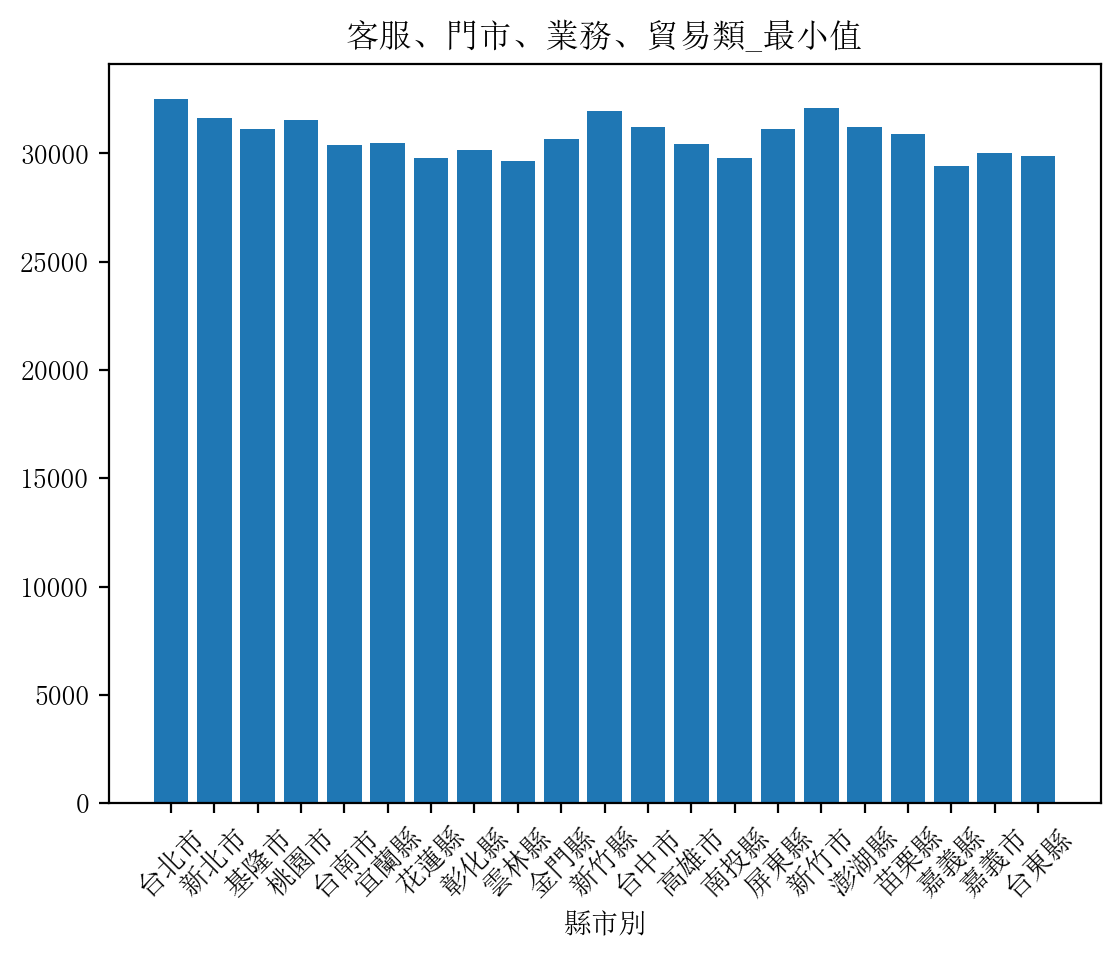 客服、門市、業務、貿易類_最小值
30000
25000
20000
15000
10000
5000
0
台北市
新北市
基隆市
桃園市
台南市
宜蘭縣
花蓮縣
彰化縣
雲林縣
金門縣
新竹縣
台中市
高雄市
南投縣
屏東縣
新竹市
澎湖縣
苗栗縣
嘉義縣
嘉義市
台東縣
縣市別